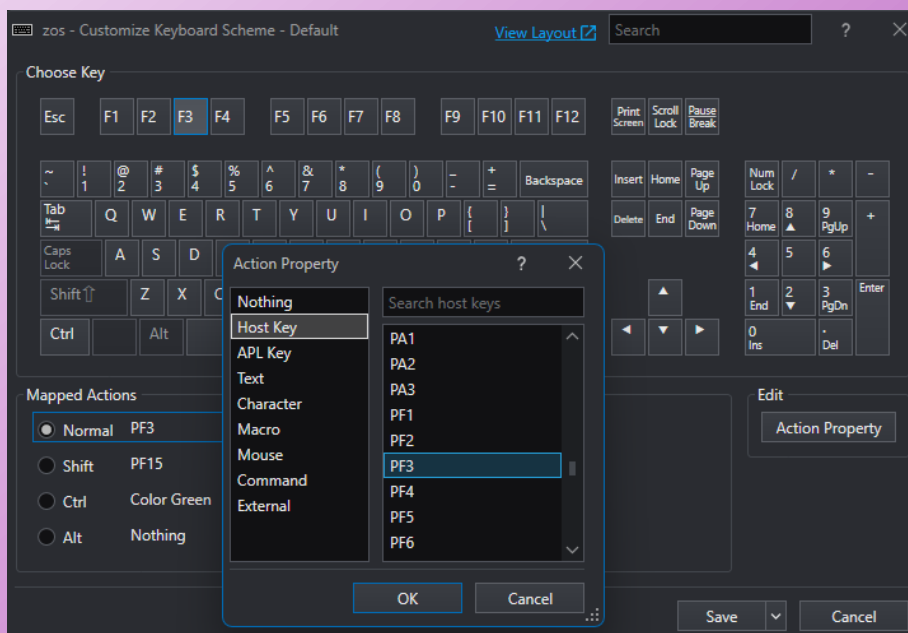 zos - Customize Keyboard Scheme - Default View Layout Search ?
Choose Key
Esc F1 F2 F3 F4 F5 F6 F7 F8 F9 F10 F11 F12 Print Screen Scroll Lock Pause Break
~ ` ! 1 @ 2 # 3 $ 4 % 5 ^ 6 & 7 * 8 ( 9 ) 0 _ - + = Backspace Insert Home Page Up Num Lock / * -
Tab Q W E R T Y U I O P { [ } ] | \ Delete End Page Down 7 Home 8 9 PgUp +
Caps Lock A S D 4 5 6
Shift Z X C 1 End 2 3 PgDn Enter
Ctrl Alt 0 Ins . Del
Action Property ?
Nothing
Host Key
API Key
Text
Character
Macro
Mouse
Command
External
Search host keys
PA1
PA2
PA3
PF1
PF2
PF3
PF4
PF5
PF6
OK Cancel
Mapped Actions
Normal PF3
Shift PF15
Ctrl Color Green
Alt Nothing
Edit
Action Property
Save Cancel